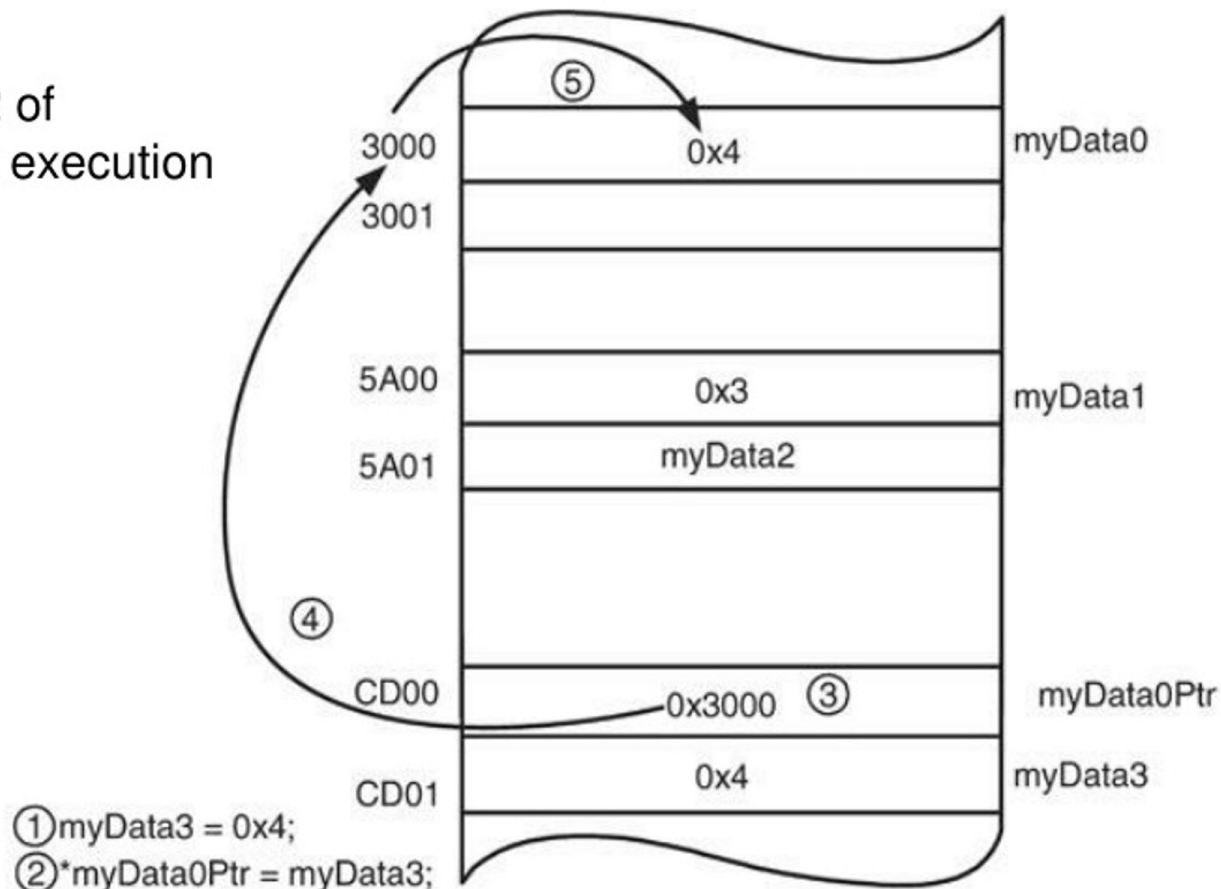 of
execution
⑤
3000
0x4
myData0
3001
5A00
0x3
myData1
5A01
myData2
④
CD00
0x3000
③
myData0Ptr
CD01
0x4
myData3
①myData3 = 0x4;
②*myData0Ptr = myData3;